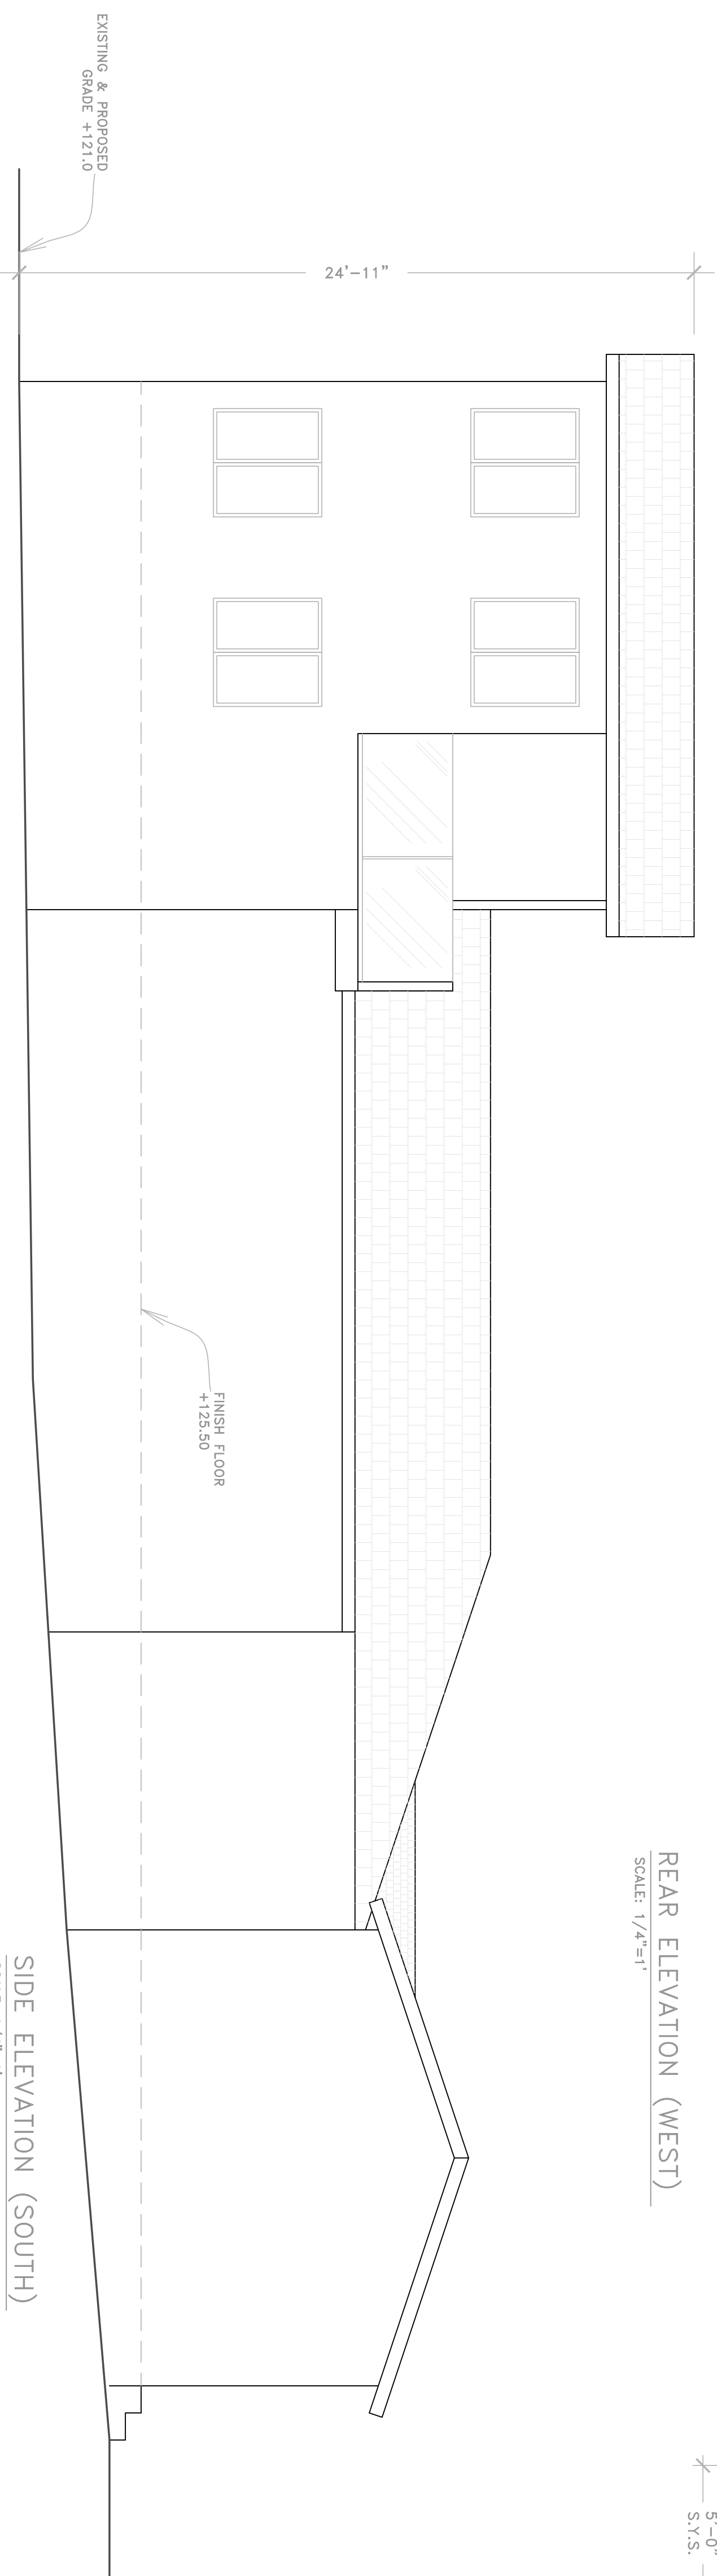 REAR ELEVATION (WEST)
SCALE: 1/4"=1'
5'-0"
S.Y.S.
24'-11"
EXISTING & PROPOSED
GRADE +121.0
FINISH FLOOR
+125.50
SIDE ELEVATION (SOUTH)